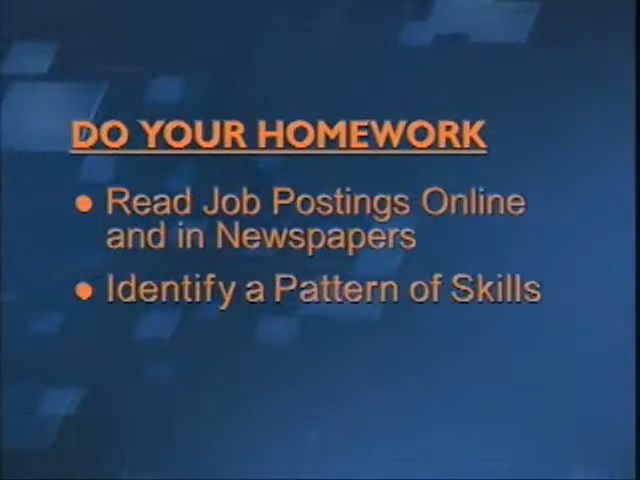 DO YOUR HOMEWORK
● Read Job Postings Online
and in Newspapers
● Identify a Pattern of Skills